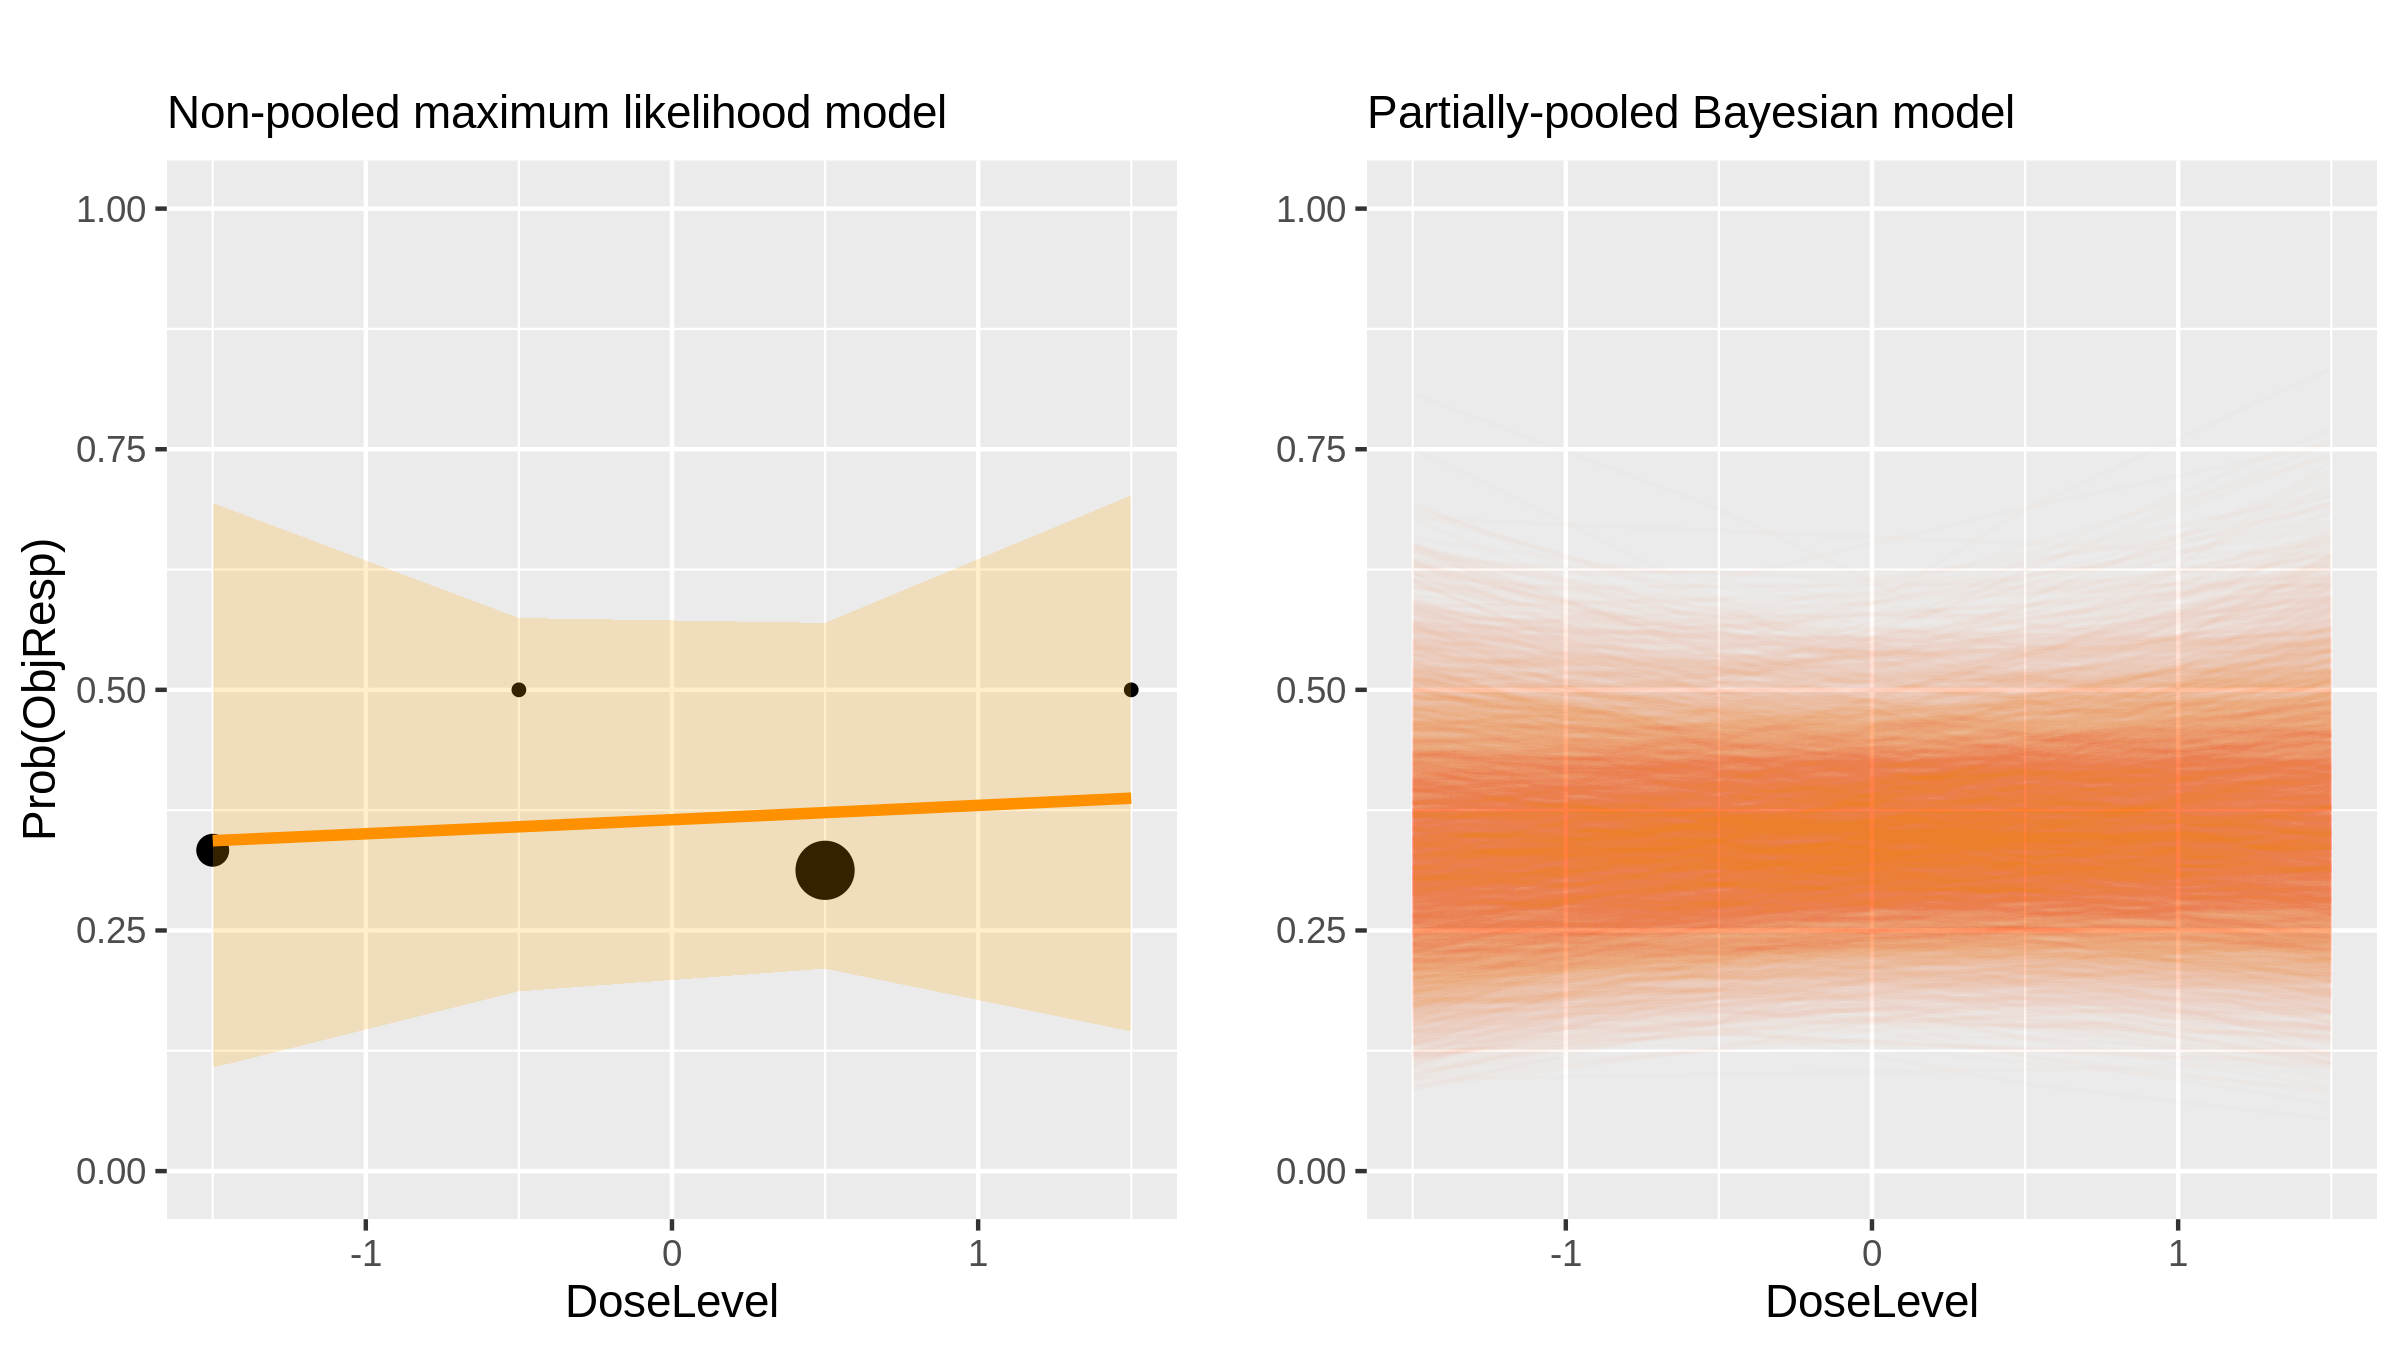 Non-pooled maximum likelihood model
Prob(ObjResp)
1.00
0.75
0.50
0.25
0.00
-1 0 1
DoseLevel
Partially-pooled Bayesian model
1.00
0.75
0.50
0.25
0.00
-1 0 1
DoseLevel